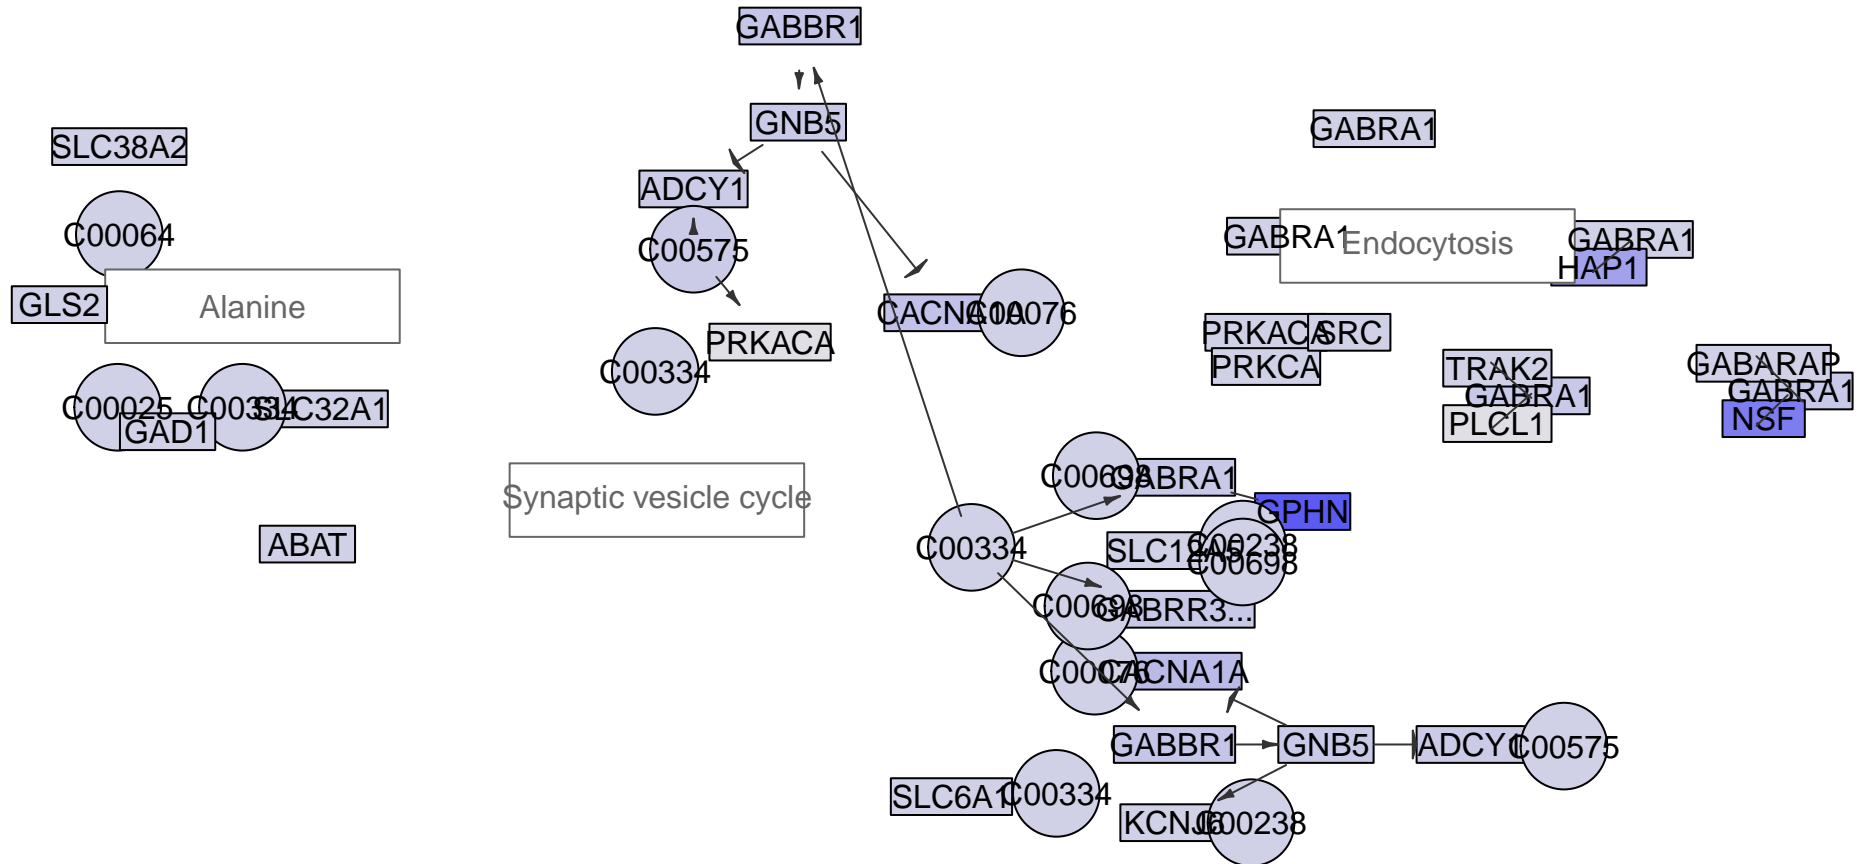 GABBR1
GNB5
GABRA1
SLC38A2
ADCY1
C00064
C00575
GABRA1
Endocytosis
GABRA1
HAP1
GLS2
Alanine
CACNA1A
C00076
PRKACA
PRKACA
SRC
C00334
PRKCA
TRAK2
GABARAP
GABRA1
GABRA1
C00025
C00334
SLC32A1
GAD1
PLCL1
NSF
C00698
GABRA1
Synaptic vesicle cycle
GPHN
ABAT
C00334
SLC12A5
C00238
C00698
C00698
GABRR3...
C00076
CACNA1A
GABBR1
GNB5
ADCY1
C00575
SLC6A1
C00334
KCNJ6
C00238